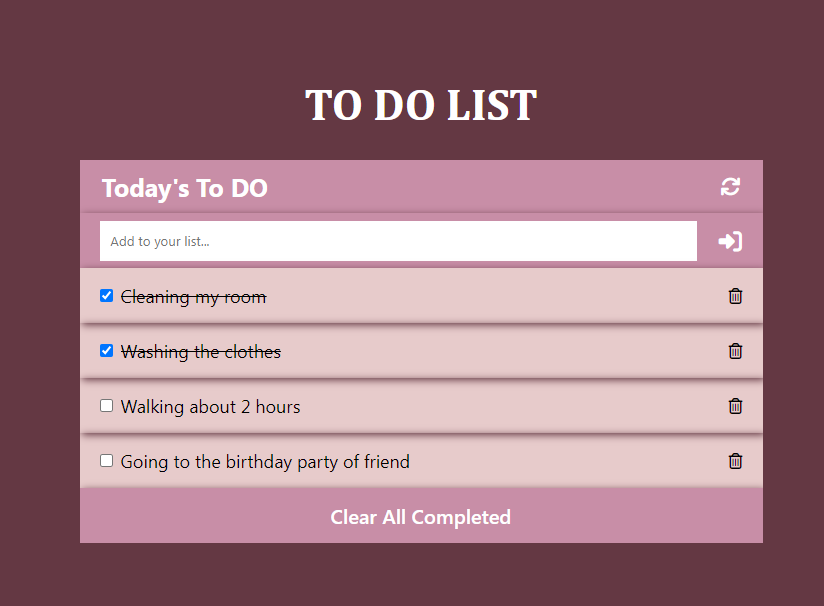 TO DO LIST
Today's To DO
Add to your list...
Cleaning my room
Washing the clothes
Walking about 2 hours
Going to the birthday party of friend
Clear All Completed